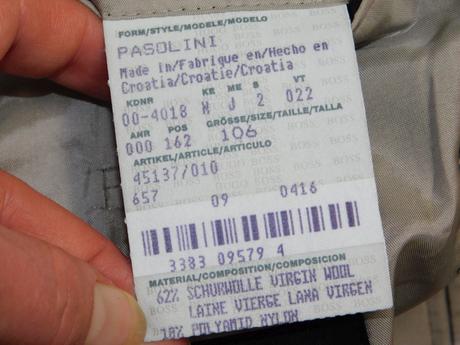 FORM/STYLE/MODELE/MODELO
PASOLINI
Made in/Fabrique en/Hecho en
Croatia/Croatie/Croatia
KDNR KE ME S VT
00-4018 N J 2 022
ANR POS GRÖSSE/SIZE/TAILLE/TALLA
000 162 106
ARTIKEL/ARTICLE/ARTICULO
45137/010
657 09 0416
3383 09579 4
MATERIAL/COMPOSITION/COMPOSICION
62% SCHURWOLLE VIRGIN WOOL
LAINE VIERGE LANA VIRGEN
18% POLYAMID NYLON